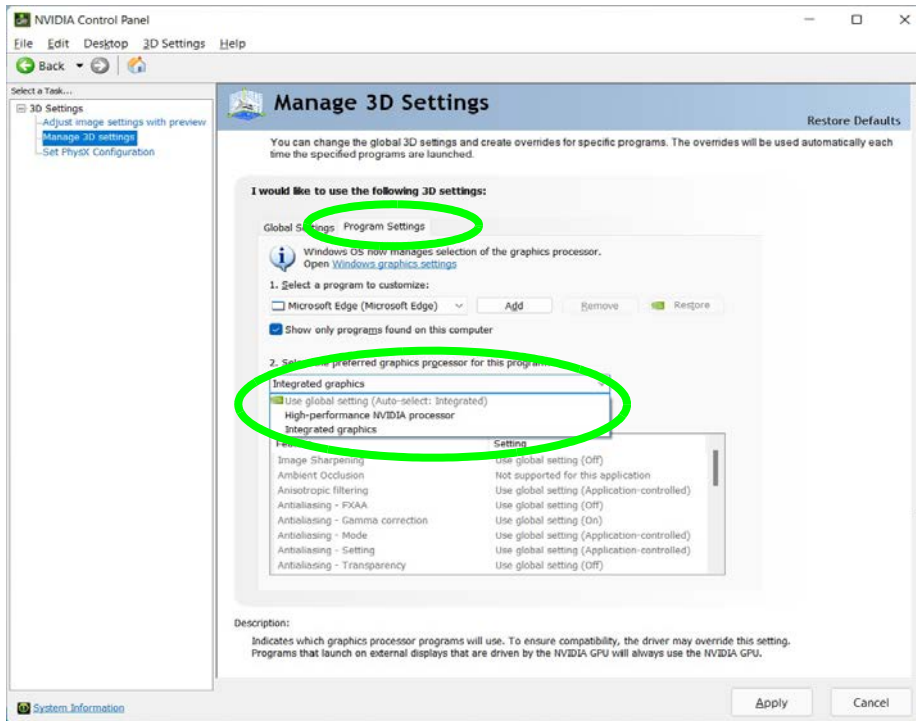 NVIDIA Control Panel
File Edit Desktop 3D Settings Help
Back
Select a Task...
3D Settings
Adjust image settings with preview
Manage 3D settings
Set PhysX Configuration
Manage 3D Settings
Restore Defaults
You can change the global 3D settings and create overrides for specific programs. The overrides will be used automatically each
time the specified programs are launched.
I would like to use the following 3D settings:
Global Settings Program Settings
Windows OS now manages selection of the graphics processor.
Open Windows graphics settings
1. Select a program to customize:
Microsoft Edge (Microsoft Edge) Add Remove Restore
Show only programs found on this computer
2. Select the preferred graphics processor for this program:
Integrated graphics
Use global setting (Auto-select: Integrated)
High-performance NVIDIA processor
Integrated graphics
Setting
Image Sharpening Use global setting (Off)
Ambient Occlusion Not supported for this application
Anisotropic filtering Use global setting (Application-controlled)
Antialiasing - FXAA Use global setting (Off)
Antialiasing - Gamma correction Use global setting (On)
Antialiasing - Mode Use global setting (Application-controlled)
Antialiasing - Setting Use global setting (Application-controlled)
Antialiasing - Transparency Use global setting (Off)
Description:
Indicates which graphics processor programs will use. To ensure compatibility, the driver may override this setting.
Programs that launch on external displays that are driven by the NVIDIA GPU will always use the NVIDIA GPU.
System Information
Apply Cancel